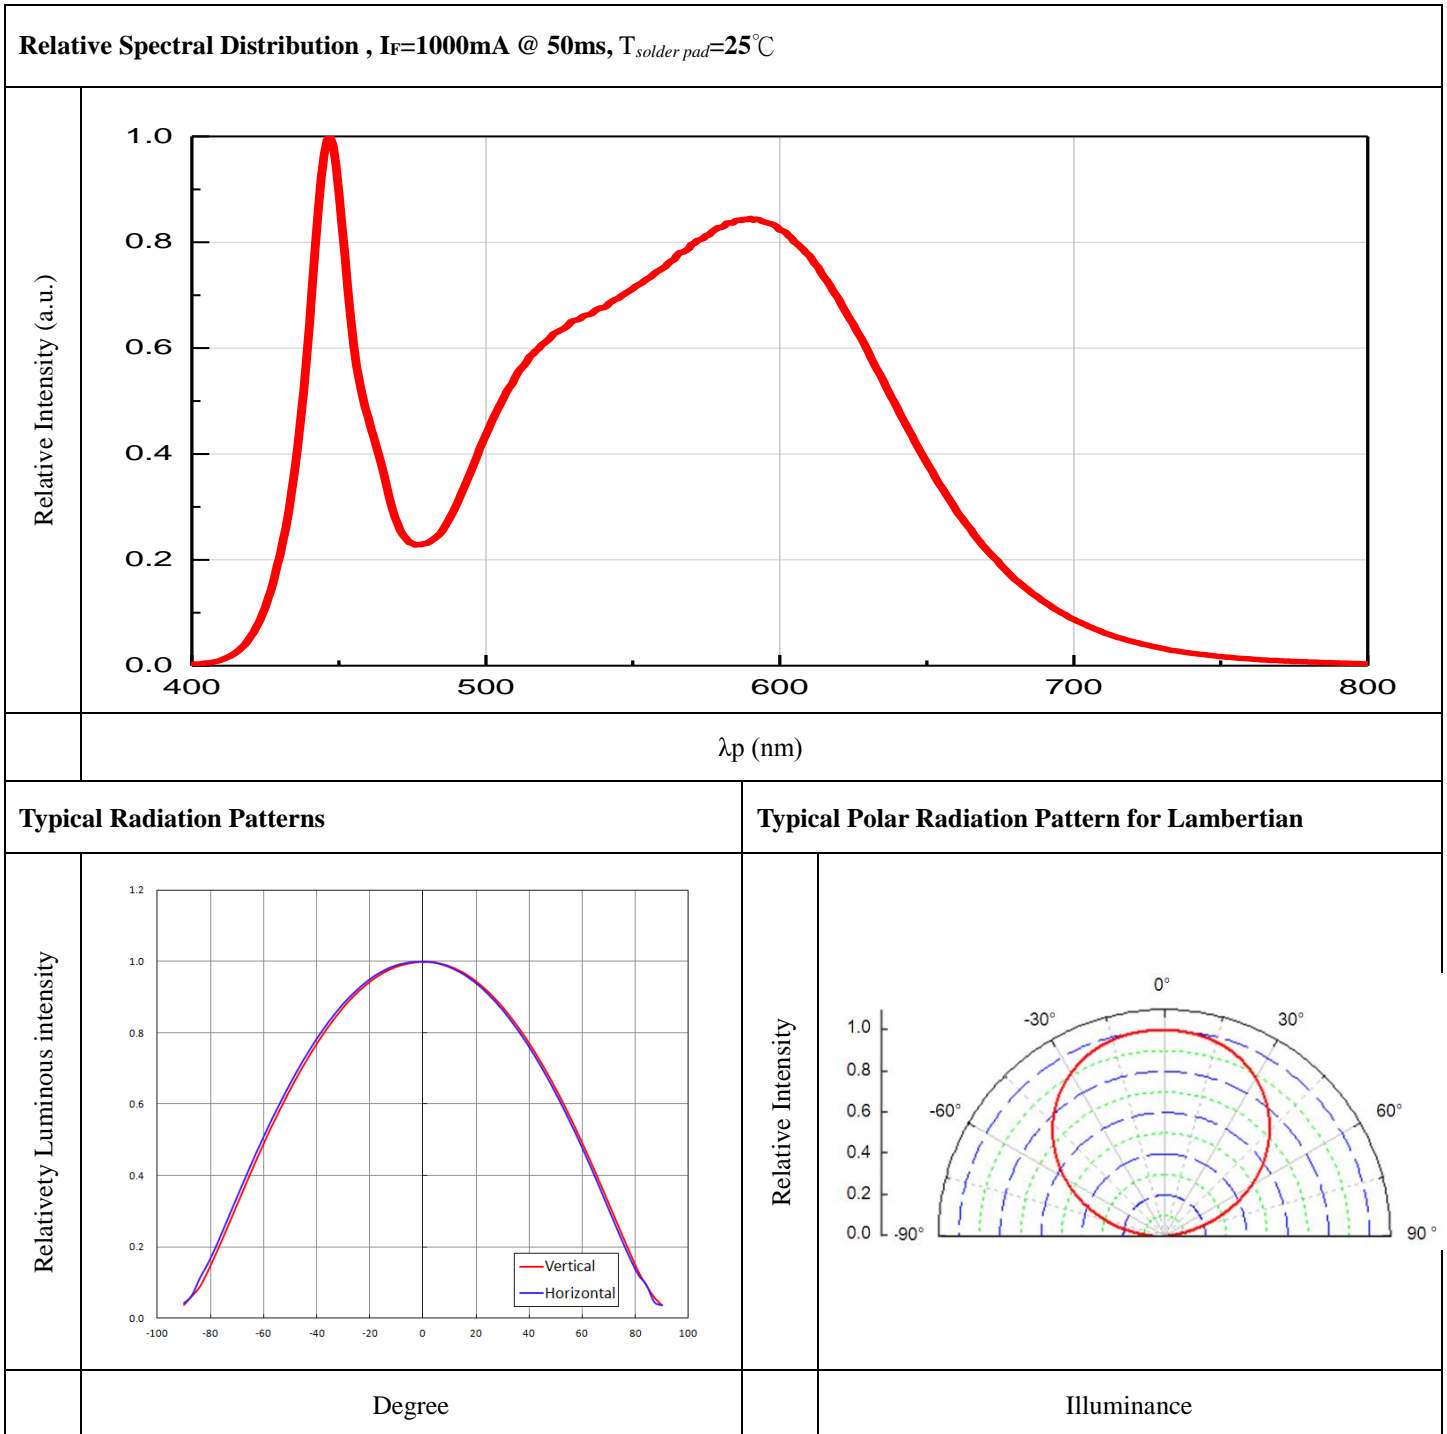 Relative Spectral Distribution , IF=1000mA @ 50ms, Tsolder pad=25℃
Relative Intensity (a.u.)
1.0
0.8
0.6
0.4
0.2
0.0
400 500 600 700 800
λp (nm)
Typical Radiation Patterns
Typical Polar Radiation Pattern for Lambertian
Relativety Luminous intensity
1.2
1.0
0.8
0.6
0.4
0.2
0.0
-100 -80 -60 -40 -20 0 20 40 60 80 100
Vertical
Horizontal
Degree
Relative Intensity
1.0
0.8
0.6
0.4
0.2
0.0
-90°
-60°
-30°
0°
30°
60°
90 °
Illuminance